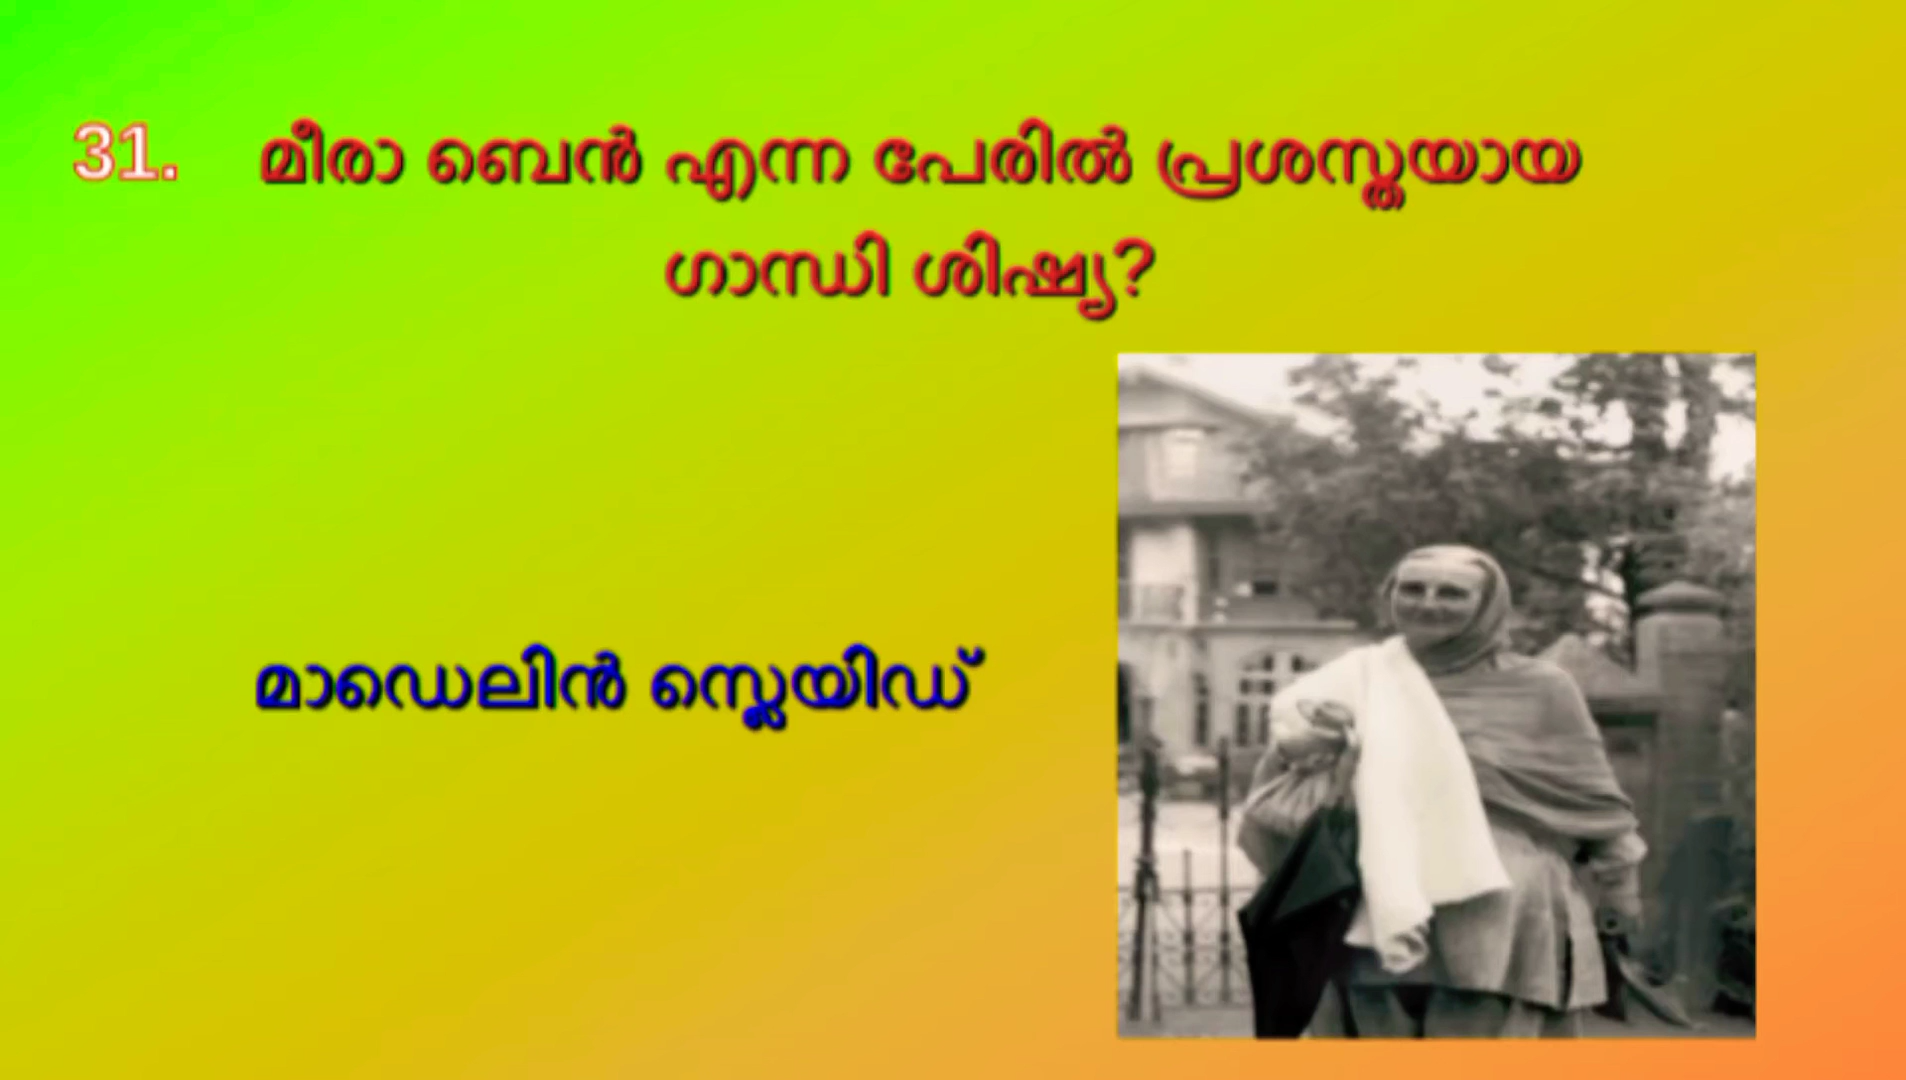 31. മീരാ ബെൻ എന്ന പേരിൽ പ്രശസ്തയായ
ഗാന്ധി ശിഷ്യ?
മാഡെലിൻ സ്ലെയിഡ്